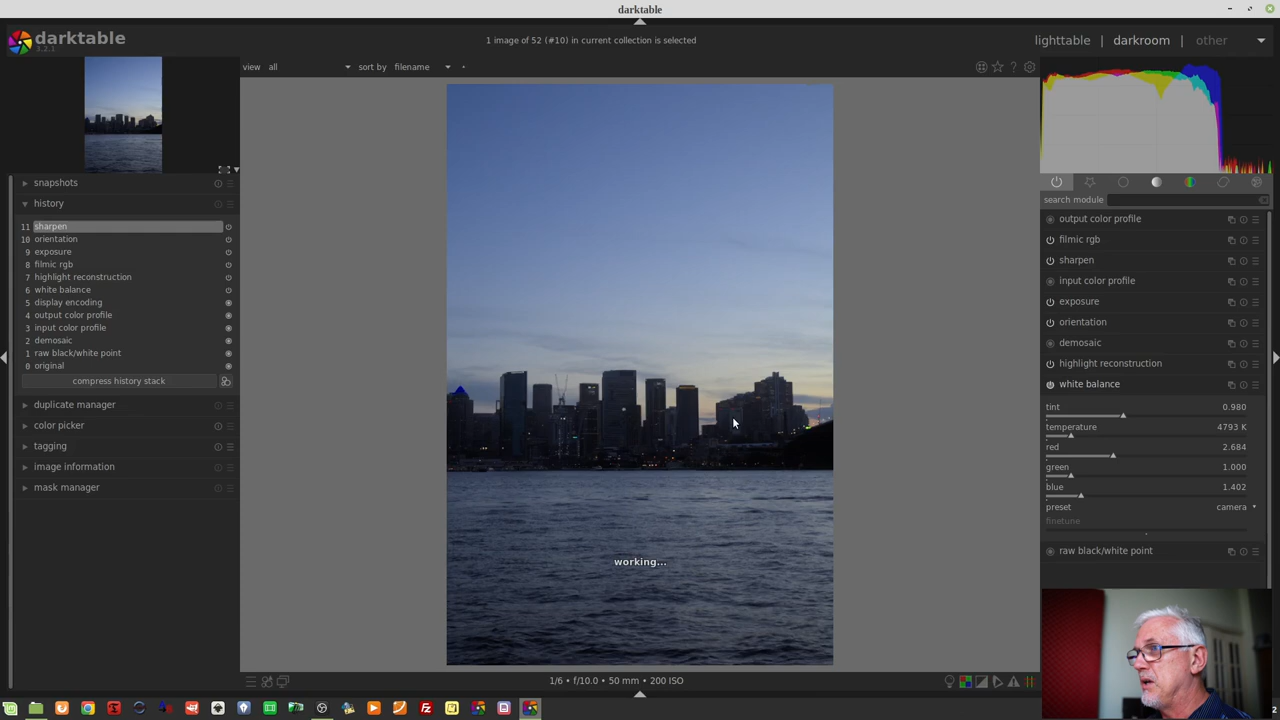 darktable
darktable
3.2.1
1 image of 52 (#10) in current collection is selected
lighttable | darkroom | other
view all sort by filename
snapshots
history
11 sharpen
10 orientation
9 exposure
8 filmic rgb
7 highlight reconstruction
6 white balance
5 display encoding
4 output color profile
3 input color profile
2 demosaic
1 raw black/white point
0 original
compress history stack
duplicate manager
color picker
tagging
image information
mask manager
working...
1/6 • f/10.0 • 50 mm • 200 ISO
search module
output color profile
filmic rgb
sharpen
input color profile
exposure
orientation
demosaic
highlight reconstruction
white balance
tint 0.980
temperature 4793 K
red 2.684
green 1.000
blue 1.402
preset camera
finetune
raw black/white point